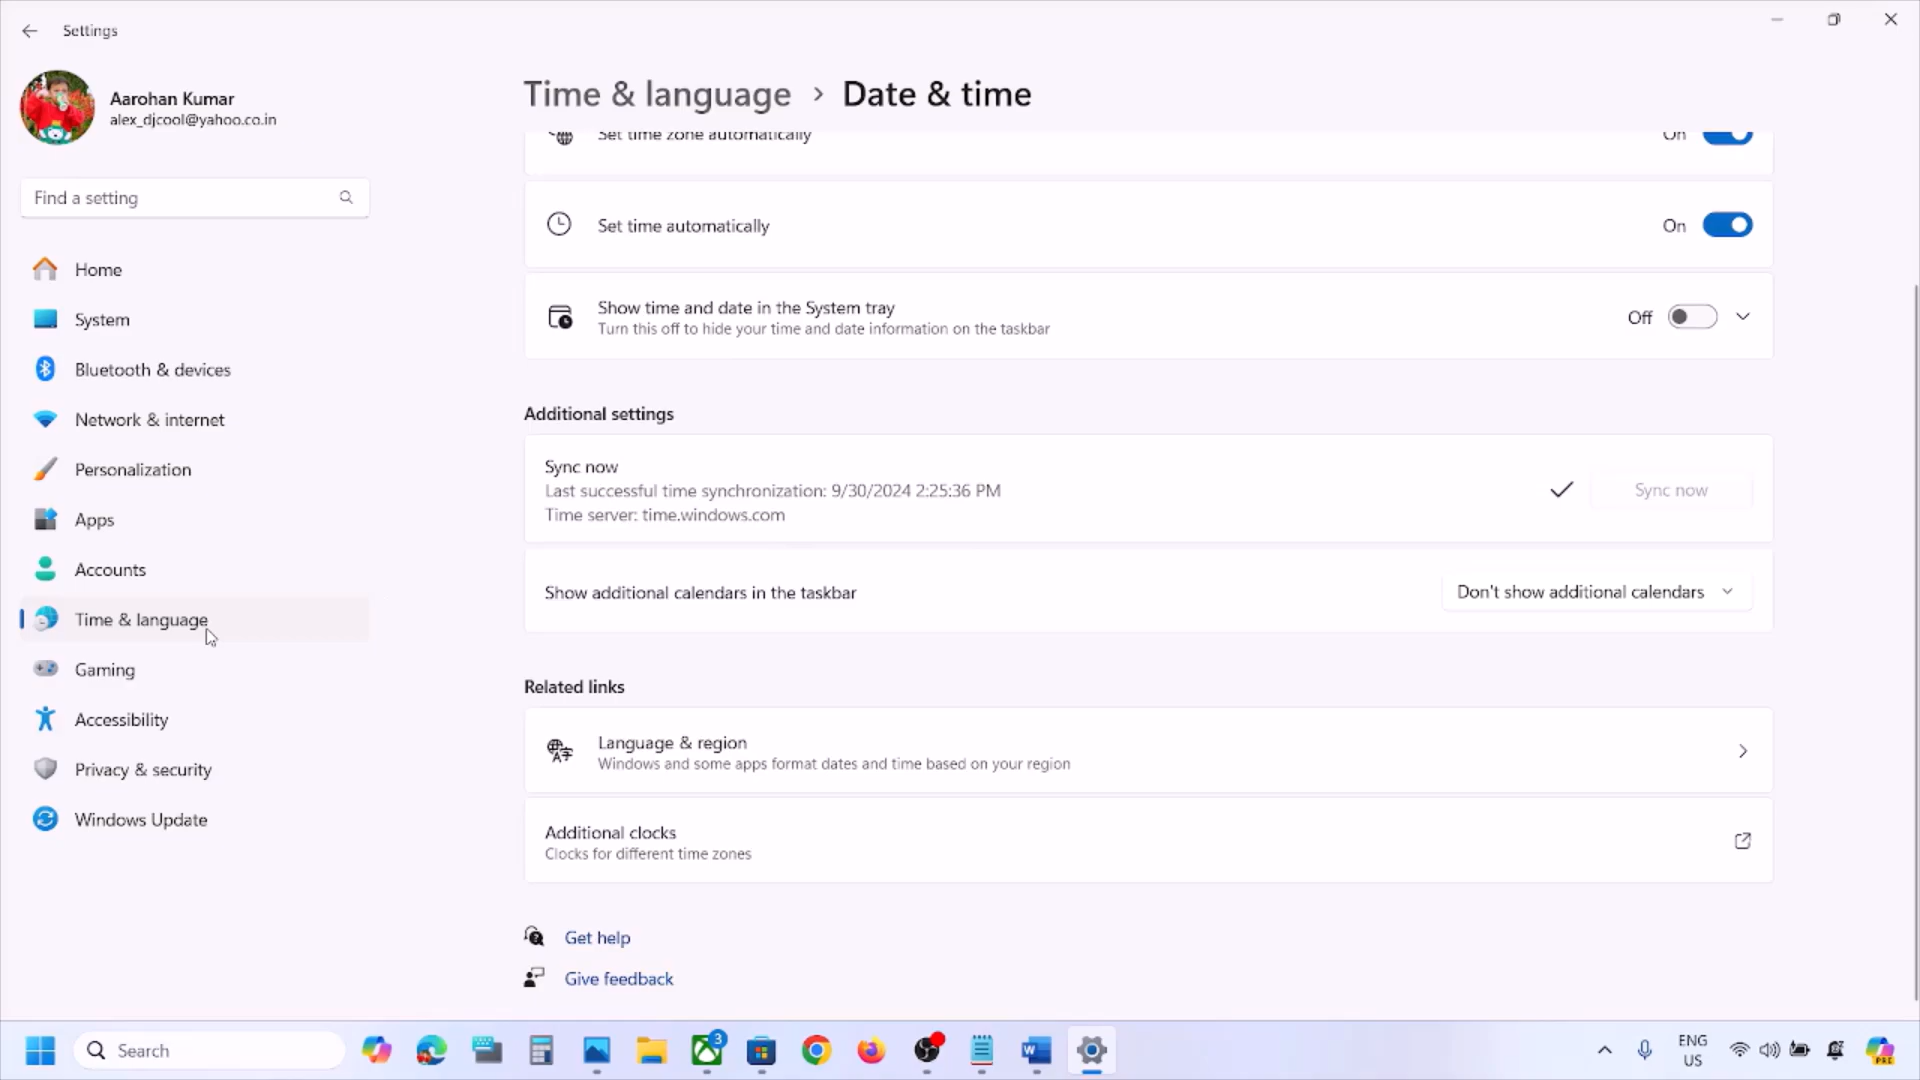 Settings
Aarohan Kumar
alex_djcool@yahoo.co.in
Find a setting
Home
System
Bluetooth & devices
Network & internet
Personalization
Apps
Accounts
Time & language
Gaming
Accessibility
Privacy & security
Windows Update
Time & language > Date & time
Set time zone automatically
On
Set time automatically
On
Show time and date in the System tray
Turn this off to hide your time and date information on the taskbar
Off
Additional settings
Sync now
Last successful time synchronization: 9/30/2024 2:25:36 PM
Time server: time.windows.com
Sync now
Show additional calendars in the taskbar
Don't show additional calendars
Related links
Language & region
Windows and some apps format dates and time based on your region
Additional clocks
Clocks for different time zones
Get help
Give feedback
Search
3
ENG
US
PRE